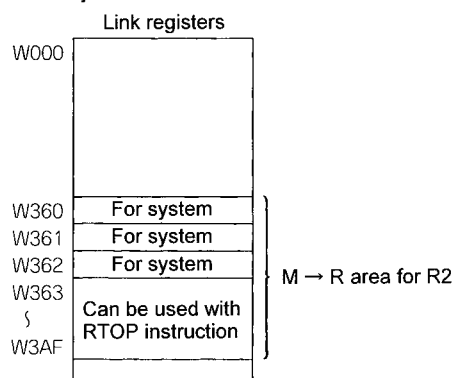 Link registers
W000
W360 For system
W361 For system
W362 For system
M → R area for R2
W363
Can be used with
RTOP instruction
W3AF